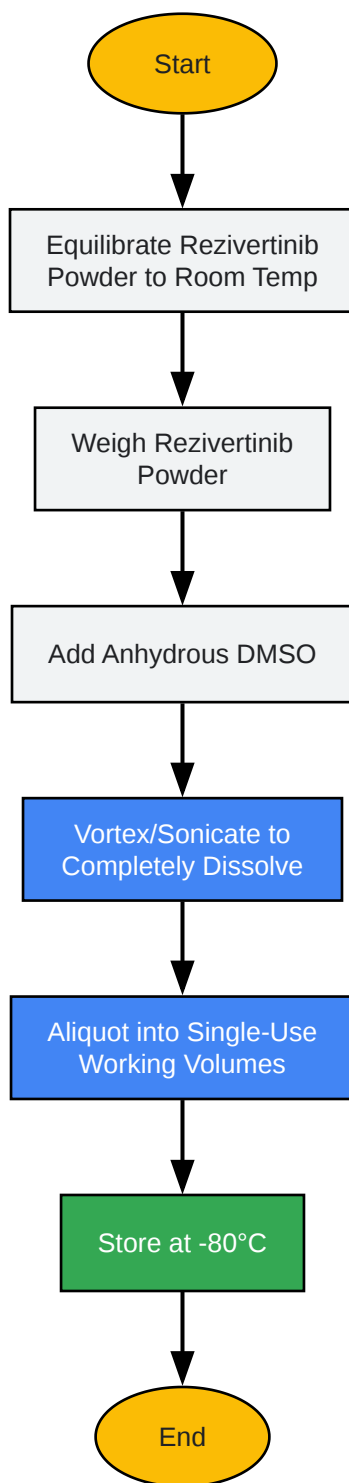 Start
Equilibrate Rezivertinib
Powder to Room Temp
Weigh Rezivertinib
Powder
Add Anhydrous DMSO
Vortex/Sonicate to
Completely Dissolve
Aliquot into Single-Use
Working Volumes
Store at -80°C
End